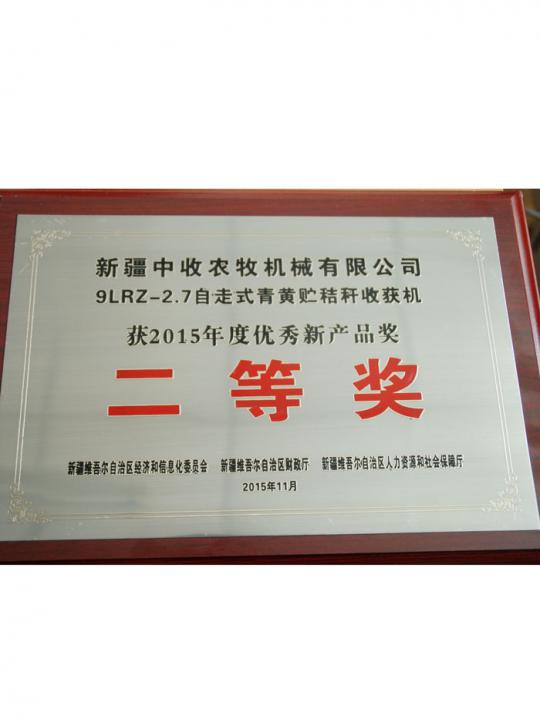 新疆中收农牧机械有限公司
9LRZ-2.7自走式青黄贮秸秆收获机
获2015年度优秀新产品奖
二等奖
新疆维吾尔自治区经济和信息化委员会 新疆维吾尔自治区财政厅 新疆维吾尔自治区人力资源和社会保障厅
2015年11月